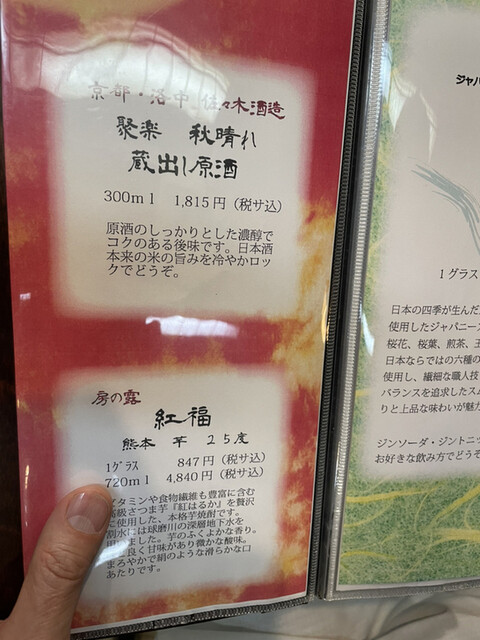 京都・洛中 佐々木酒造
聚楽 秋晴れ
蔵出し原酒
300ml 1,815円(税サ込)
原酒のしっかりとした濃醇で
コクのある後味です。日本酒
本来の米の旨みを冷やかロッ
クでどうぞ。
房の露
紅福
熊本 芋 25度
1グラス 847円(税サ込)
720ml 4,840円(税サ込)
ビタミンや食物繊維も豊富に含む
高級さつま芋『紅はるか』を贅沢
に使用した、本格芋焼酎です。
割水には球磨川の深層地下水を
しました。芋のふくよかな香り。
良く甘味があり微かな酸味。
まろやかで絹のような滑らかな口
あたりです。
ジャパ
1グラス
日本の四季が生んだ
使用したジャパニーズ
桜花、桜葉、煎茶、玉
日本ならではの六種の
使用し、繊細な職人技
バランスを追求したスム
りと上品な味わいが魅力
ジンソーダ・ジントニッ
お好きな飲み方でどうぞ